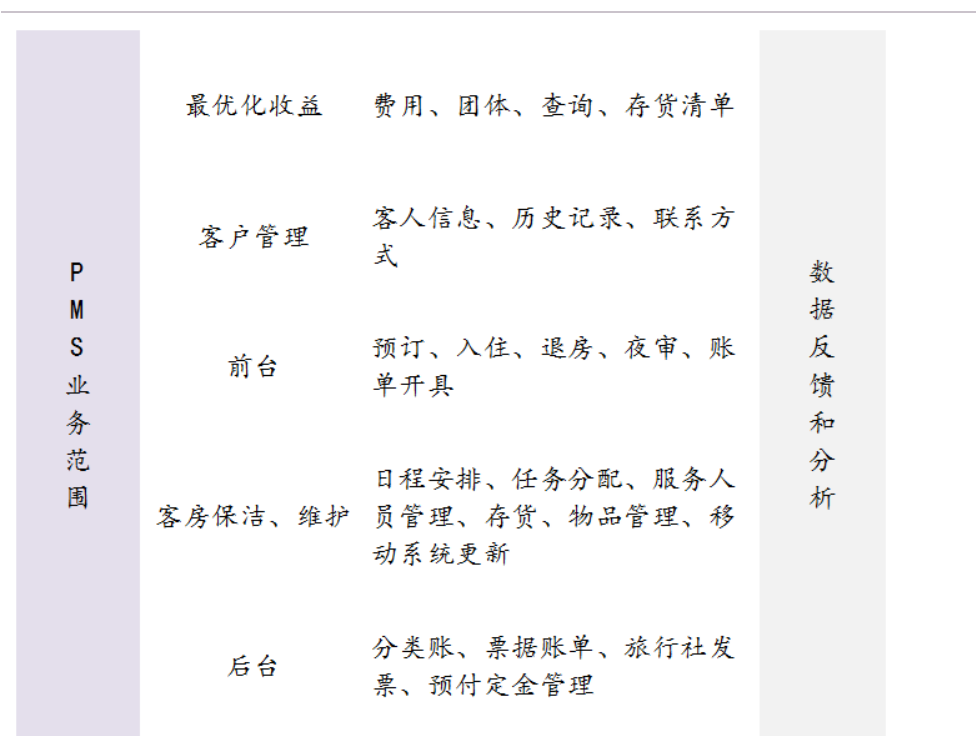 PMS业务范围
最优化收益
费用、团体、查询、存货清单
客户管理
客人信息、历史记录、联系方
式
前台
预订、入住、退房、夜审、账
单开具
客房保洁、维护
日程安排、任务分配、服务人
员管理、存货、物品管理、移
动系统更新
后台
分类账、票据账单、旅行社发
票、预付定金管理
数据反馈和分析